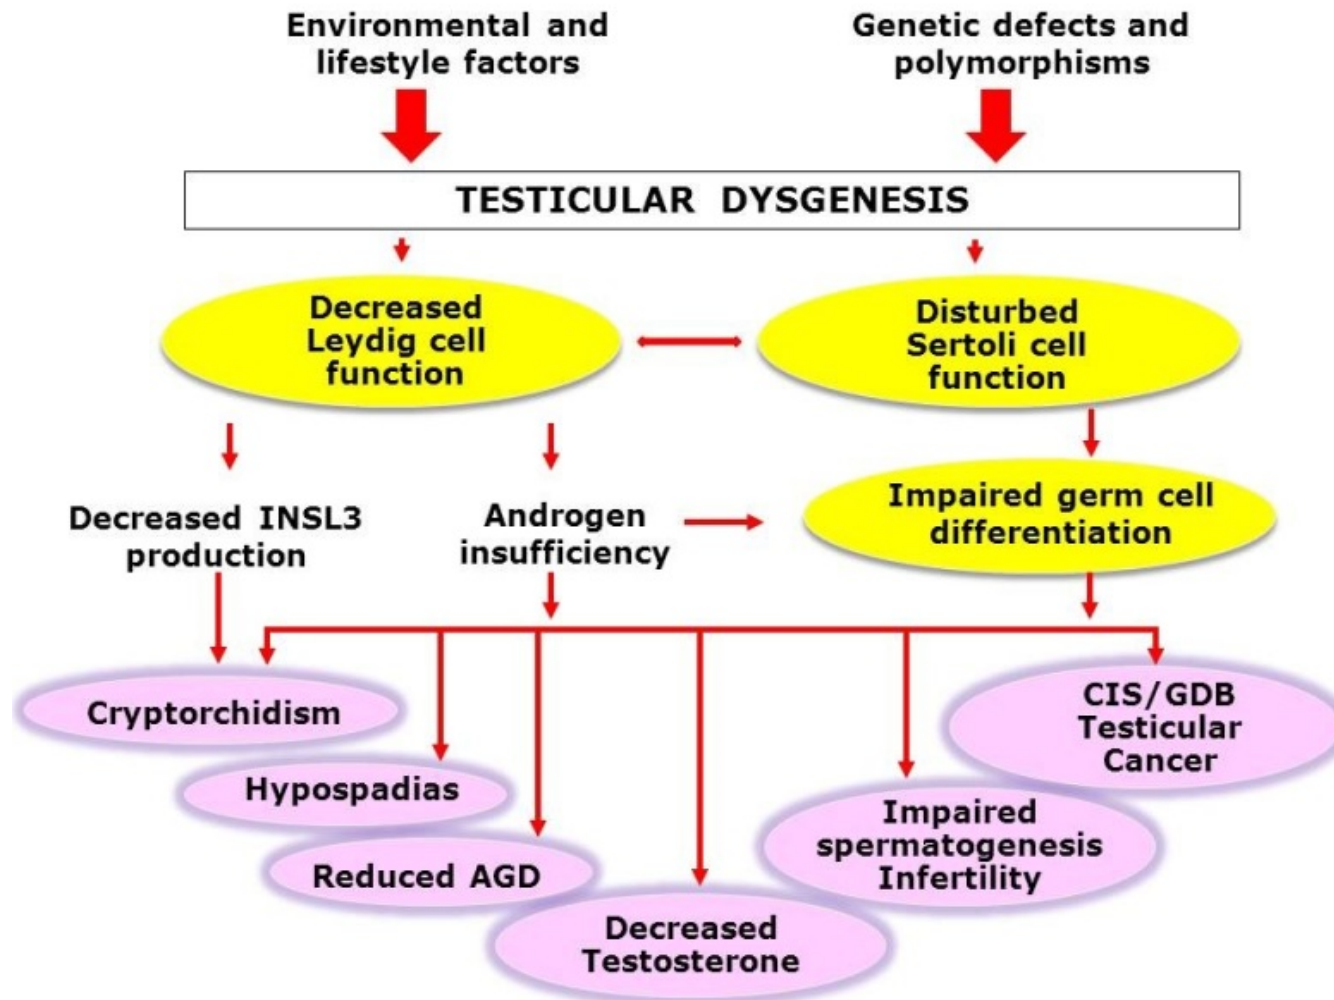 Environmental and
lifestyle factors
Genetic defects and
polymorphisms
TESTICULAR DYSGENESIS
Decreased
Leydig cell
function
Disturbed
Sertoli cell
function
Decreased INSL3
production
Androgen
insufficiency
Impaired germ cell
differentiation
Cryptorchidism
Hypospadias
Reduced AGD
Decreased
Testosterone
Impaired
spermatogenesis
Infertility
CIS/GDB
Testicular
Cancer